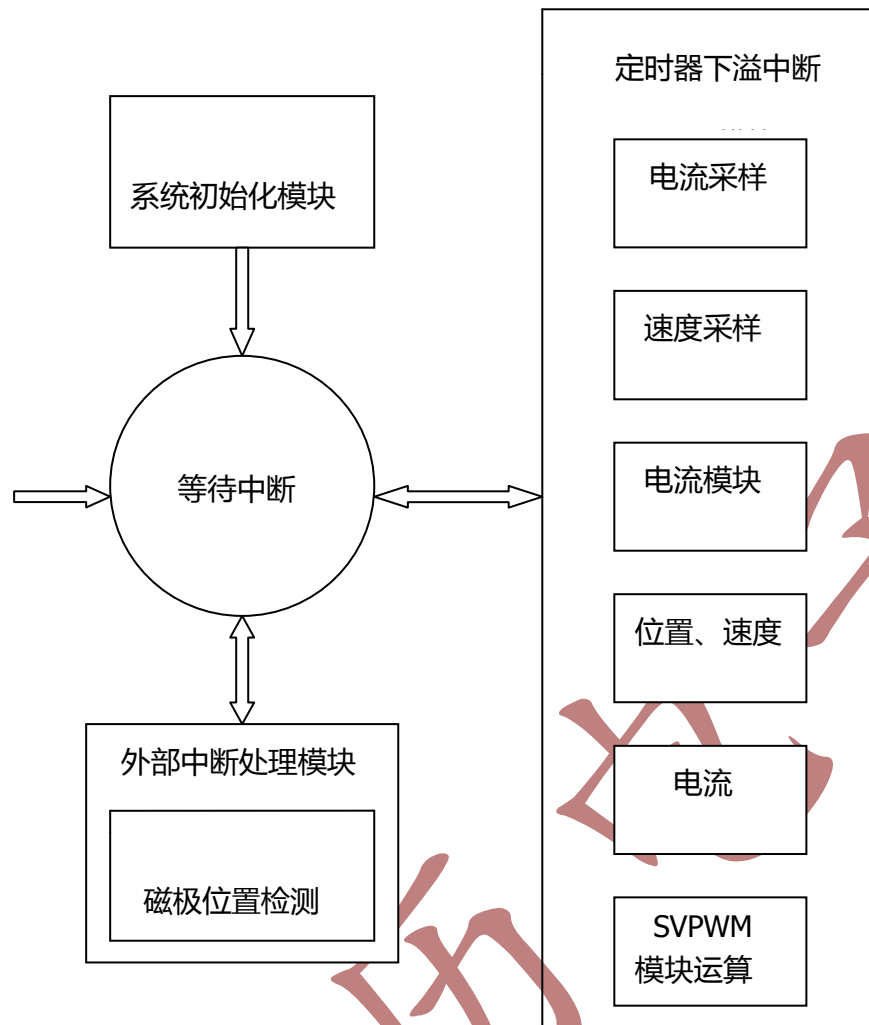 定时器下溢中断
系统初始化模块
电流采样
速度采样
等待中断
电流模块
位置、速度
外部中断处理模块
磁极位置检测
电流
SVPWM
模块运算